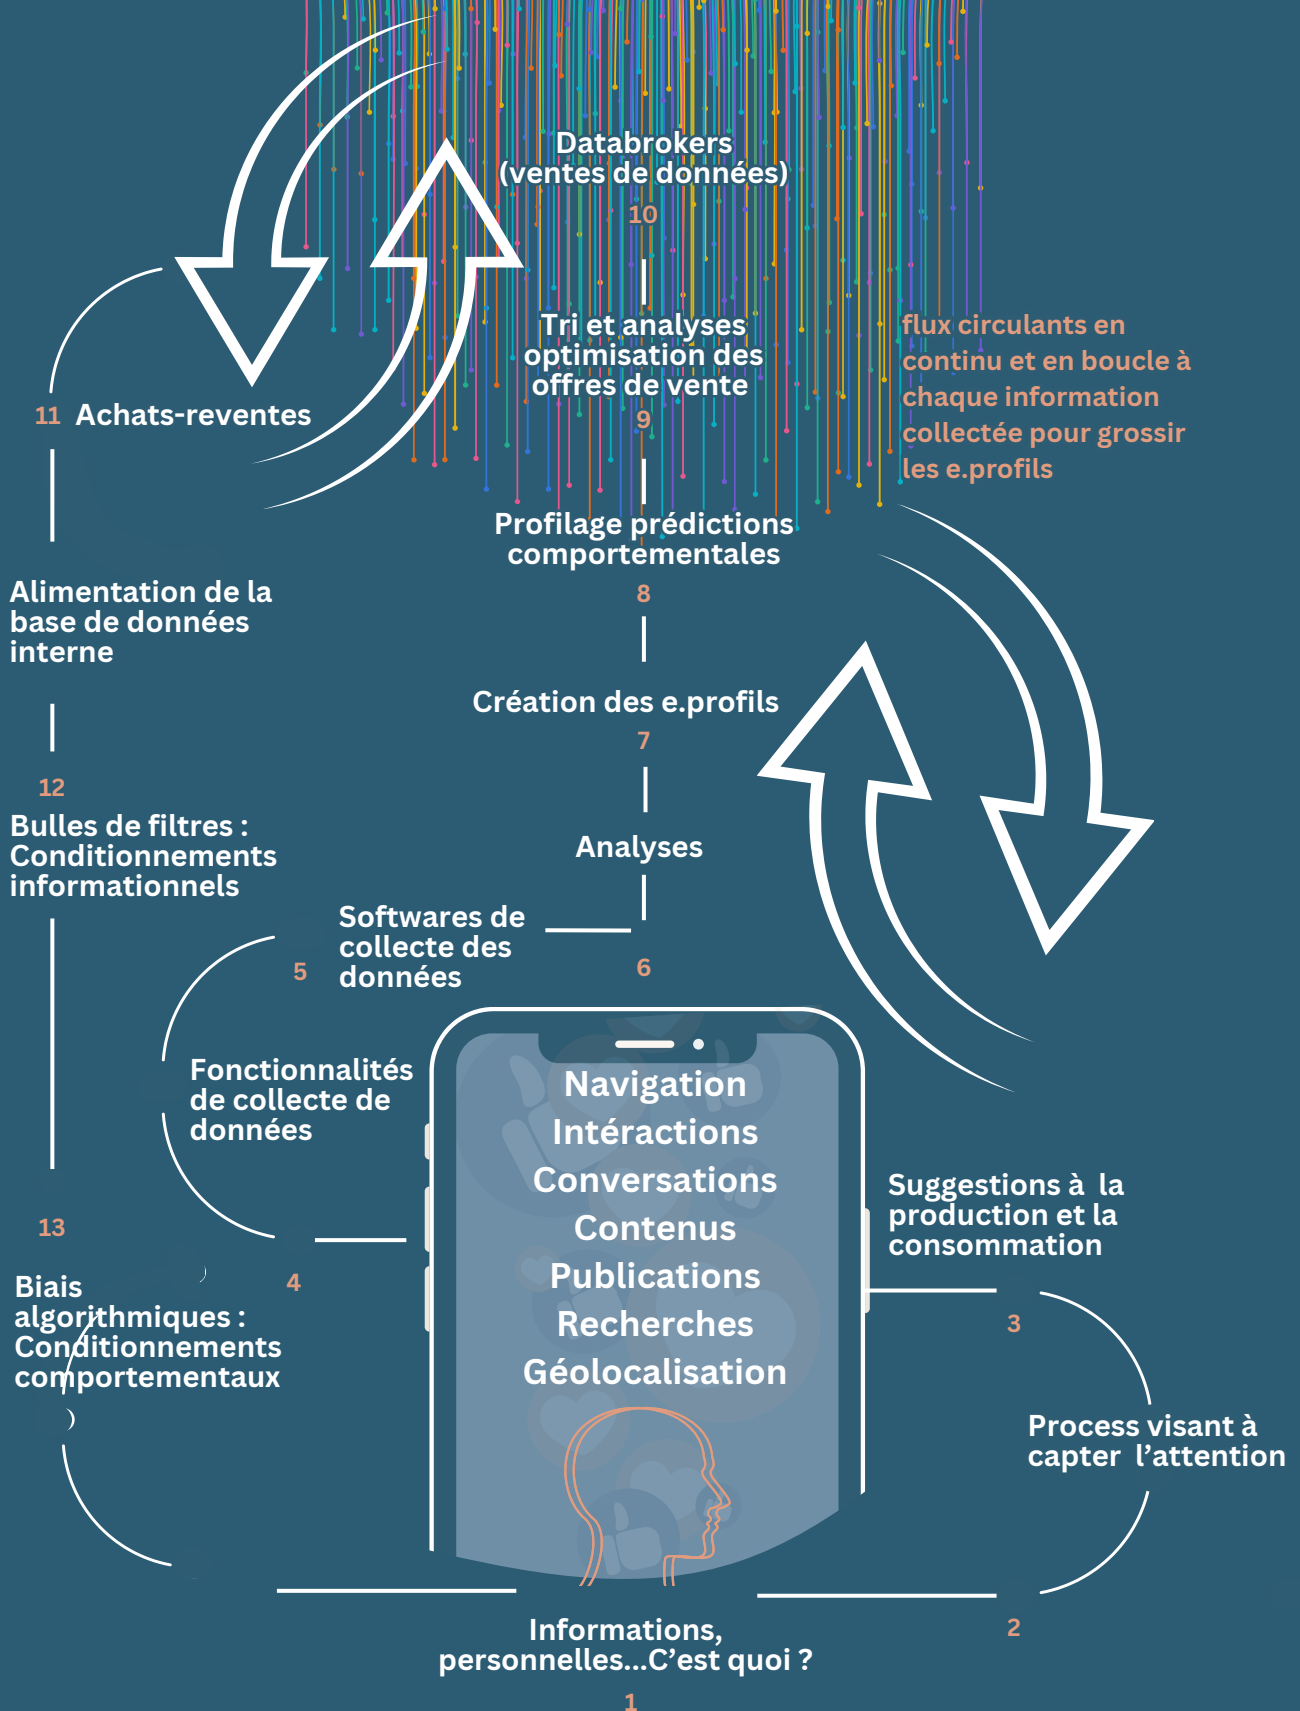 Databrokers
(ventes de données)
10
Tri et analyses
optimisation des
offres de vente
9
flux circulants en
continu et en boucle à
chaque information
collectée pour grossir
les e.profils
11 Achats-reventes
Profilage prédictions
comportementales
8
Alimentation de la
base de données
interne
Création des e.profils
7
12
Bulles de filtres :
Conditionnements
informationnels
Analyses
Softwares de
collecte des
données
5
6
Fonctionnalités
de collecte de
données
4
Navigation
Intéractions
Conversations
Contenus
Publications
Recherches
Géolocalisation
Suggestions à la
production et la
consommation
3
13
Biais
algorithmiques :
Conditionnements
comportementaux
Process visant à
capter l’attention
2
Informations,
personnelles...C’est quoi ?
1